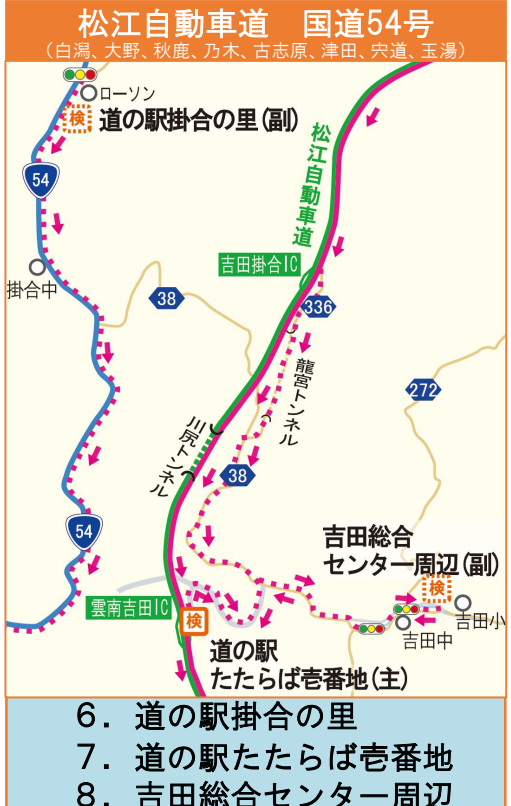 松江自動車道　国道54号
（白潟、大野、秋鹿、乃木、古志原、津田、宍道、玉湯）
ローソン
検
道の駅掛合の里(副)
54
松江自動車道
吉田掛合IC
掛合中
38
336
龍宮トンネル
272
川尻トンネル
38
54
吉田総合
センター周辺(副)
検
雲南吉田IC
検
吉田小
吉田中
道の駅
たたらば壱番地(主)
６．道の駅掛合の里
７．道の駅たたらば壱番地
８．吉田総合センター周辺